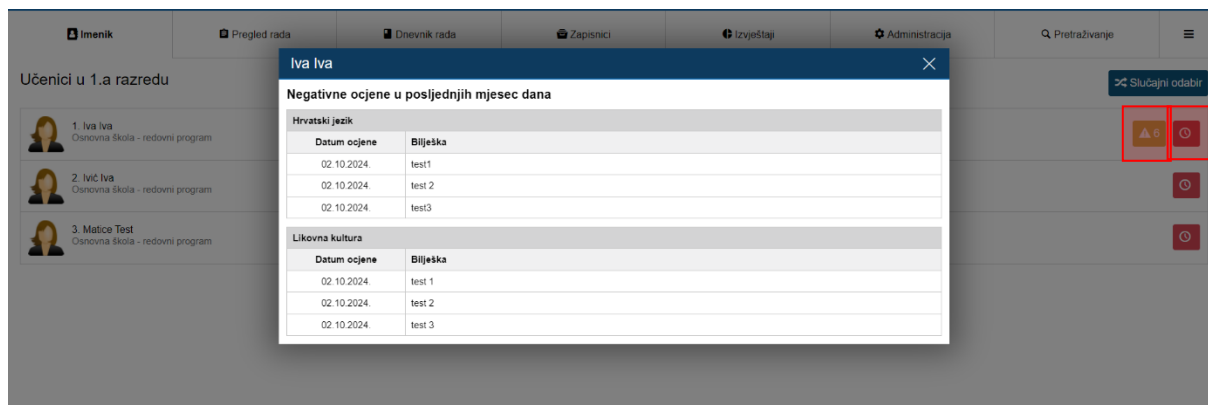 Imenik Pregled rada Dnevnik rada Zapisnici Izvještaji Administracija Pretraživanje
Učenici u 1.a razredu
Slučajni odabir
1. Iva Iva
Osnovna škola - redovni program
6
2. Ivić Iva
Osnovna škola - redovni program
3. Matice Test
Osnovna škola - redovni program
Iva Iva
Negativne ocjene u posljednjih mjesec dana
Hrvatski jezik
Datum ocjene Bilješka
02.10.2024. test1
02.10.2024. test 2
02.10.2024. test3
Likovna kultura
Datum ocjene Bilješka
02.10.2024. test 1
02.10.2024. test 2
02.10.2024. test 3